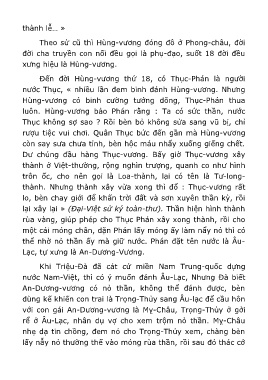 thành lễ... »
Theo sử cũ thì Hùng-vương đóng đô ở Phong-châu, đời
đời cha truyền con nối đều gọi là phụ-đạo, suốt 18 đời đều
xưng hiệu là Hùng-vương.
Đến đời Hùng-vương thứ 18, có Thục-Phán là người
nước Thục, « nhiều lần đem binh đánh Hùng-vương. Nhưng
Hùng-vương có binh cường tướng dõng, Thục-Phán thua
luôn. Hùng-vương bảo Phán rằng : Ta có sức thần, nước
Thục không sợ sao ? Rồi bèn bỏ không sửa sang vũ bị, chỉ
rượu tiệc vui chơi. Quân Thục bức đến gần mà Hùng-vương
còn say sưa chưa tỉnh, bèn hộc máu nhảy xuống giếng chết.
Dư chúng đầu hàng Thục-vương. Bấy giờ Thục-vương xây
thành ở Việt-thường, rộng nghìn trượng, quanh co như hình
trôn ốc, cho nên gọi là Loa-thành, lại có tên là Tư-long-
thành. Nhưng thành xây vừa xong thì đổ : Thục-vương rất
lo, bèn chay giới để khấn trời đất và sơn xuyên thần kỳ, rồi
lại xây lại » (Đại-Việt sử ký toàn-thư). Thần hiện hình thành
rùa vàng, giúp phép cho Thục Phán xây xong thành, rồi cho
một cái móng chân, dặn Phán lấy móng ấy làm nẩy nỏ thì có
thể nhờ nỏ thần ấy mà giữ nước. Phán đặt tên nước là Âu-
Lạc, tự xưng là An-Dương-Vương.
Khi Triệu-Đà đã cát cứ miền Nam Trung-quốc dựng
nước Nam-Việt, thì có ý muốn đánh Âu-Lạc, Nhưng Đà biết
An-Dương-vương có nỏ thần, không thể đánh được, bèn
dùng kế khiến con trai là Trọng-Thủy sang Âu-lạc để cầu hôn
với con gái An-Dương-vương là Mỵ-Châu, Trọng-Thủy ở gởi
rể ở Âu-Lạc, nhân dụ vợ cho xem trộm nỏ thần. Mỵ-Châu
nhẹ dạ tin chồng, đem nỏ cho Trọng-Thủy xem, chàng bèn
lấy nẫy nỏ thường thế vào móng rùa thần, rồi sau đó thác cớ